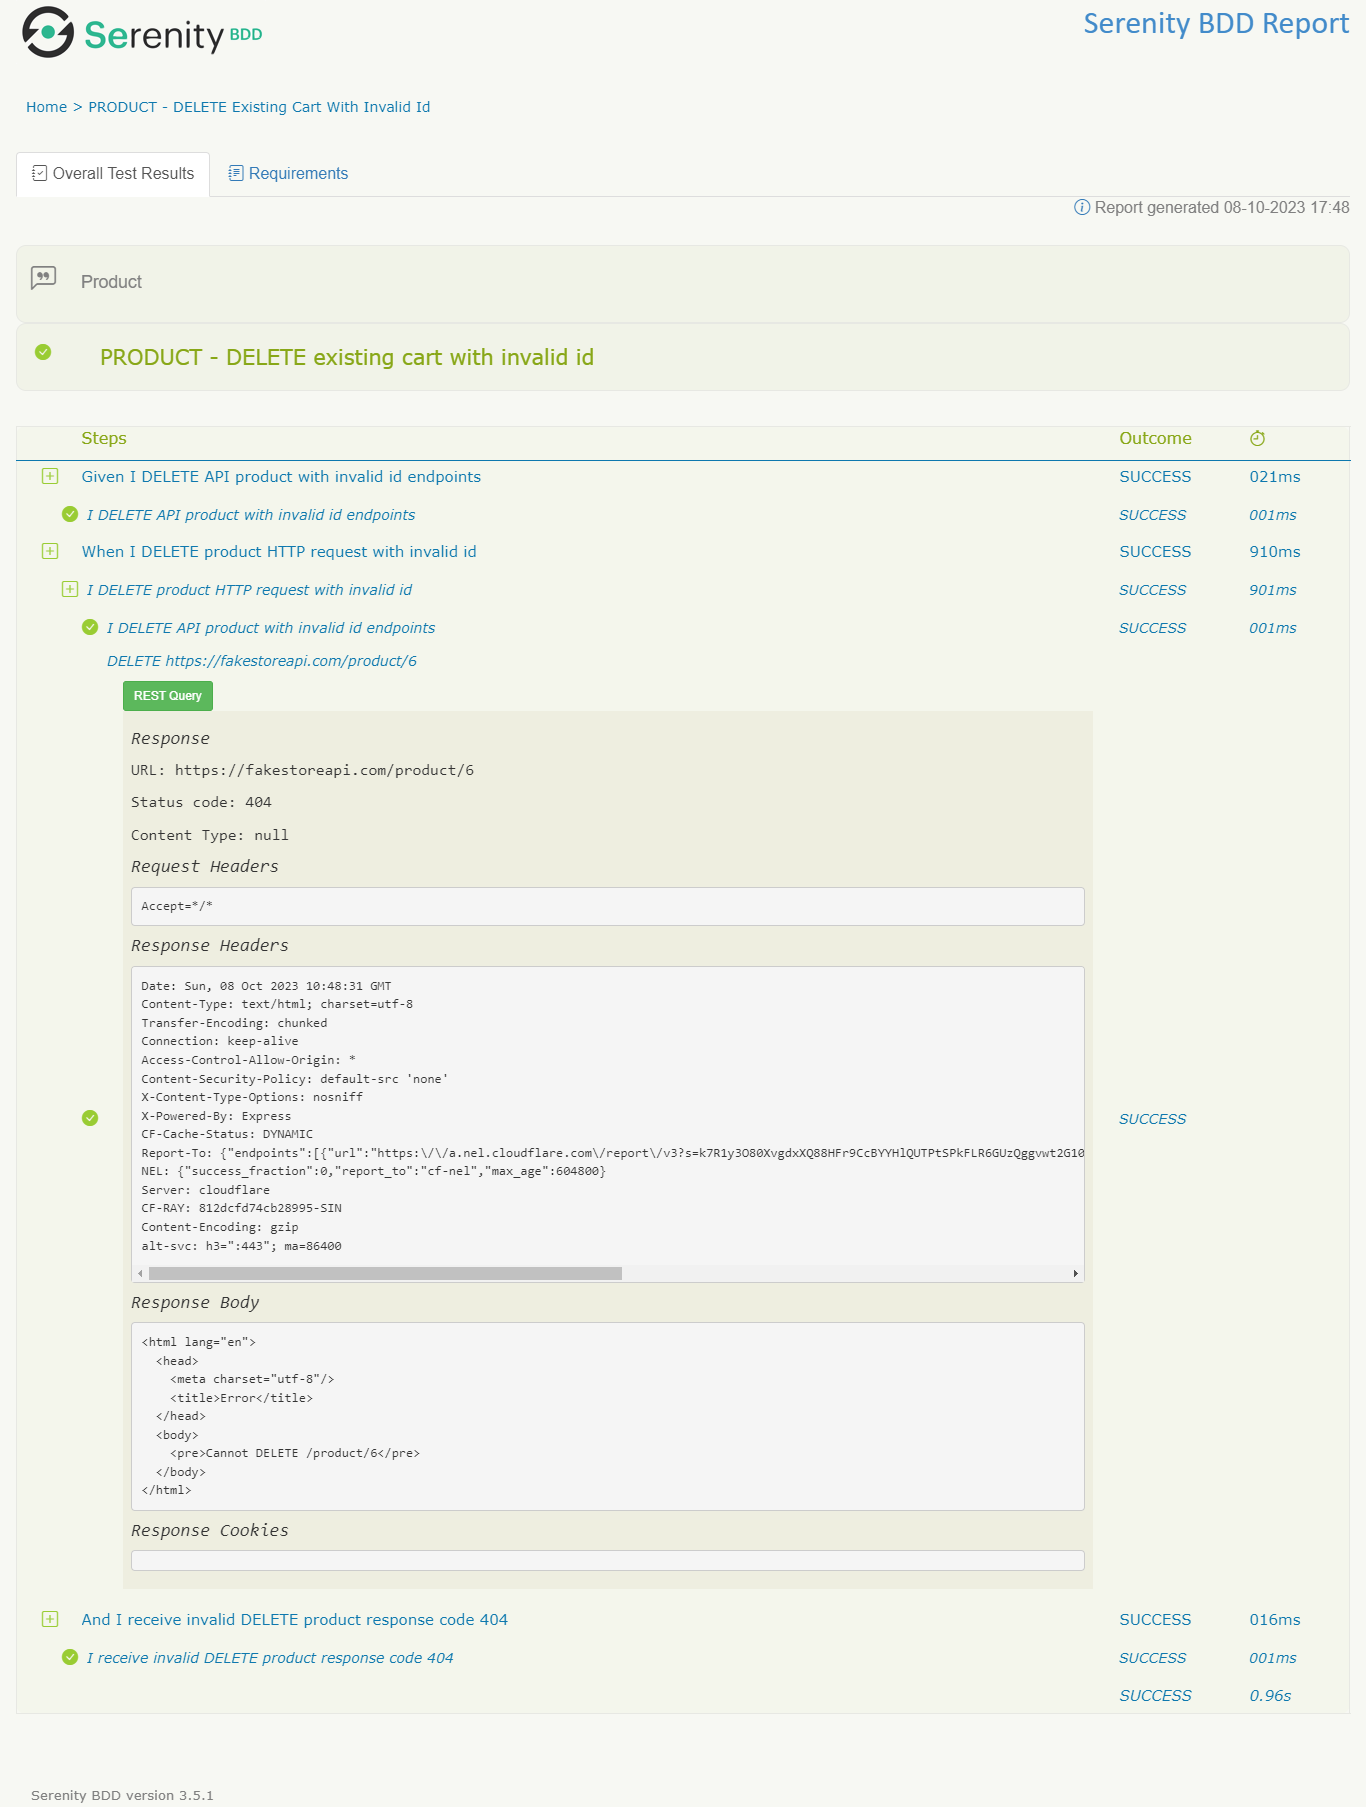 Serenity BDD
Serenity BDD Report
Home > PRODUCT - DELETE Existing Cart With Invalid Id
Overall Test Results
Requirements
Report generated 08-10-2023 17:48
Product
PRODUCT - DELETE existing cart with invalid id
Steps Outcome
Given I DELETE API product with invalid id endpoints SUCCESS 021ms
I DELETE API product with invalid id endpoints SUCCESS 001ms
When I DELETE product HTTP request with invalid id SUCCESS 910ms
I DELETE product HTTP request with invalid id SUCCESS 901ms
I DELETE API product with invalid id endpoints SUCCESS 001ms
DELETE https://fakestoreapi.com/product/6
REST Query
Response
URL: https://fakestoreapi.com/product/6
Status code: 404
Content Type: null
Request Headers
Accept=*/*
Response Headers
Date: Sun, 08 Oct 2023 10:48:31 GMT
Content-Type: text/html; charset=utf-8
Transfer-Encoding: chunked
Connection: keep-alive
Access-Control-Allow-Origin: *
Content-Security-Policy: default-src 'none'
X-Content-Type-Options: nosniff
X-Powered-By: Express
CF-Cache-Status: DYNAMIC
Report-To: {"endpoints":[{"url":"https:\/\/a.nel.cloudflare.com\/report\/v3?s=k7R1y3O80XvgdxXQ88HFr9CcBYYHlQUTPtSPkFLR6GUzQggvwt2G10
NEL: {"success_fraction":0,"report_to":"cf-nel","max_age":604800}
Server: cloudflare
CF-RAY: 812dcfd74cb28995-SIN
Content-Encoding: gzip
alt-svc: h3=":443"; ma=86400
SUCCESS
Response Body
<html lang="en">
<head>
<meta charset="utf-8"/>
<title>Error</title>
</head>
<body>
<pre>Cannot DELETE /product/6</pre>
</body>
</html>
Response Cookies
And I receive invalid DELETE product response code 404 SUCCESS 016ms
I receive invalid DELETE product response code 404 SUCCESS 001ms
SUCCESS 0.96s
Serenity BDD version 3.5.1